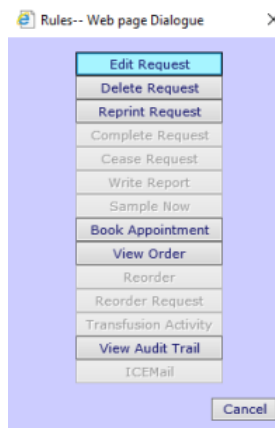 Rules-- Web page Dialogue
Edit Request
Delete Request
Reprint Request
Complete Request
Cease Request
Write Report
Sample Now
Book Appointment
View Order
Reorder
Reorder Request
Transfusion Activity
View Audit Trail
ICEMail
Cancel